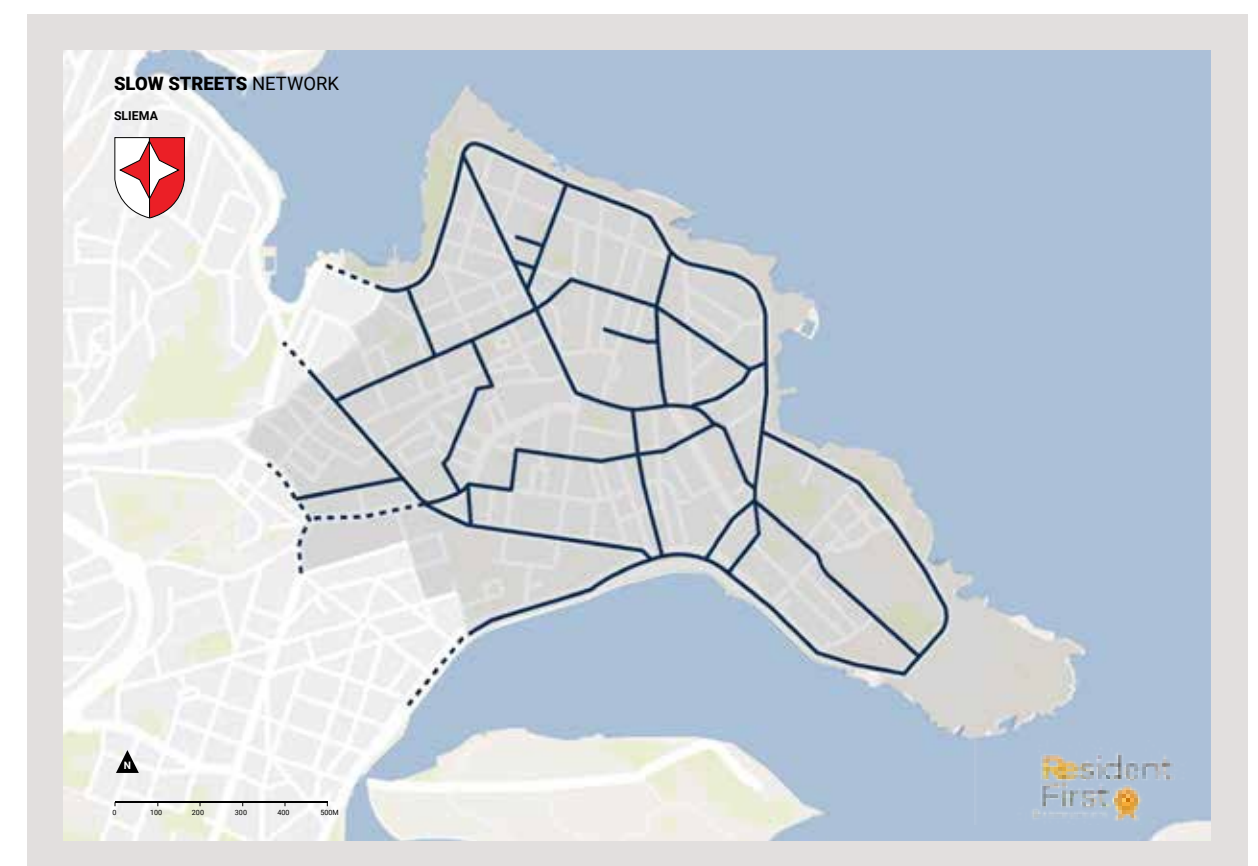 SLOW STREETS NETWORK
SLIEMA
N
0 100 200 300 400 500M
Resident
First